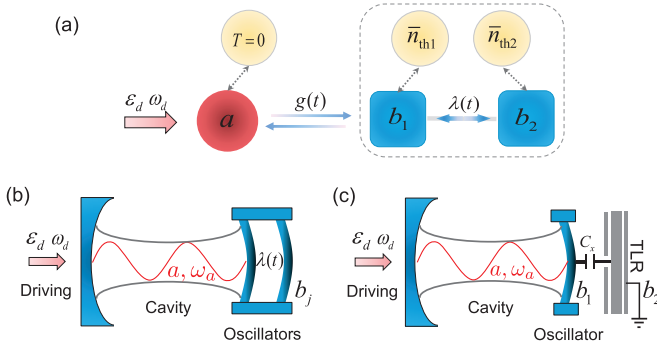 (a)
T = 0
n̄th1
n̄th2
εd ωd
g(t)
λ(t)
a
b1
b2
(b)
(c)
εd ωd
Driving
a, ωa
λ(t)
bj
Cavity
Oscillators
εd ωd
Driving
a, ωa
Cx
b1
TLR
b2
Cavity
Oscillator